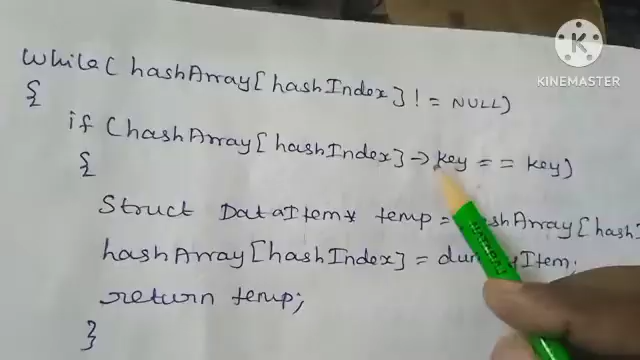 while( hashArray[hashIndex] != NULL)
{
if (hashArray[hashIndex] → key == key)
{
Struct DataItem* temp =
hashArray[hashIndex] =
return temp;
}
KINEMASTER